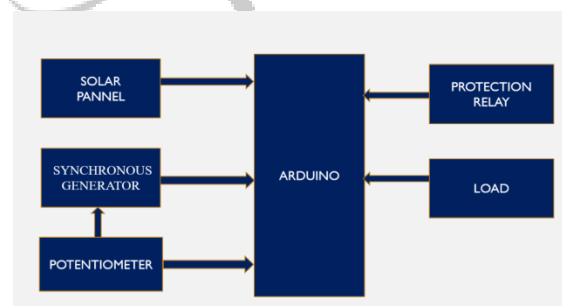 SOLAR
PANNEL
SYNCHRONOUS
GENERATOR
POTENTIOMETER
ARDUINO
PROTECTION
RELAY
LOAD